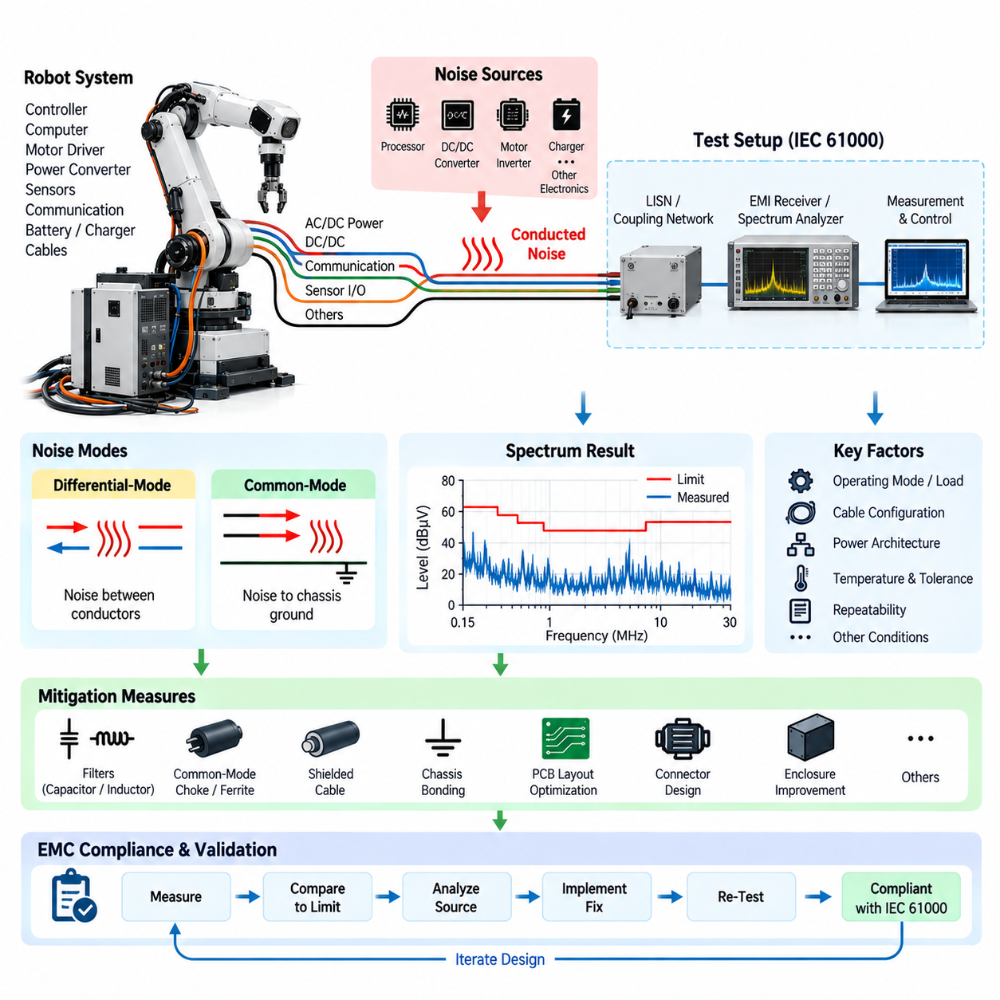 Robot System
Controller
Computer
Motor Driver
Power Converter
Sensors
Communication
Battery / Charger
Cables
Noise Sources
Processor
DC/DC
Converter
Motor
Inverter
Charger
...
Other
Electronics
AC/DC Power
DC/DC
Communication
Sensor I/O
Others
Conducted
Noise
Test Setup (IEC 61000)
LISN /
Coupling Network
EMI Receiver /
Spectrum Analyzer
Measurement
& Control
Noise Modes
Differential-Mode
Noise between
conductors
Common-Mode
Noise to chassis
ground
Spectrum Result
Limit
Measured
Level (dBµV)
80
60
40
20
0
0.15
1
10
30
Frequency (MHz)
Key Factors
Operating Mode / Load
Cable Configuration
Power Architecture
Temperature & Tolerance
Repeatability
... Other Conditions
Mitigation Measures
Filters
(Capacitor / Inductor)
Common-Mode
Choke / Ferrite
Shielded
Cable
Chassis
Bonding
PCB Layout
Optimization
Connector
Design
Enclosure
Improvement
...
Others
EMC Compliance & Validation
Measure
Compare
to Limit
Analyze
Source
Implement
Fix
Re-Test
Compliant
with IEC 61000
Iterate Design